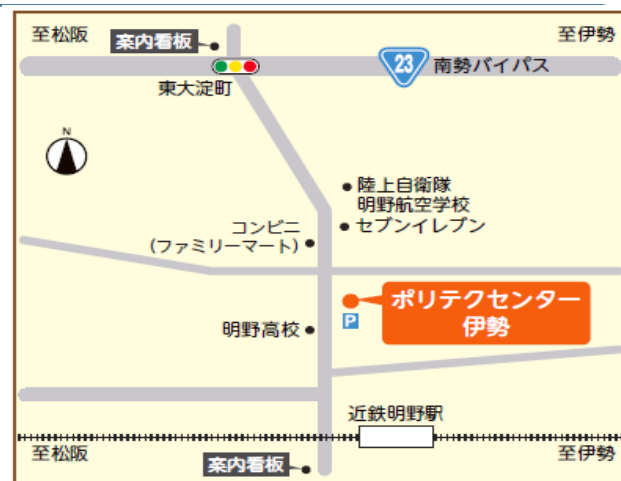 至松阪
案内看板
至伊勢
23
南勢バイパス
東大淀町
N
陸上自衛隊
明野航空学校
セブンイレブン
コンビニ
(ファミリーマート)
ポリテクセンター
伊勢
P
明野高校
近鉄明野駅
至松阪
案内看板
至伊勢